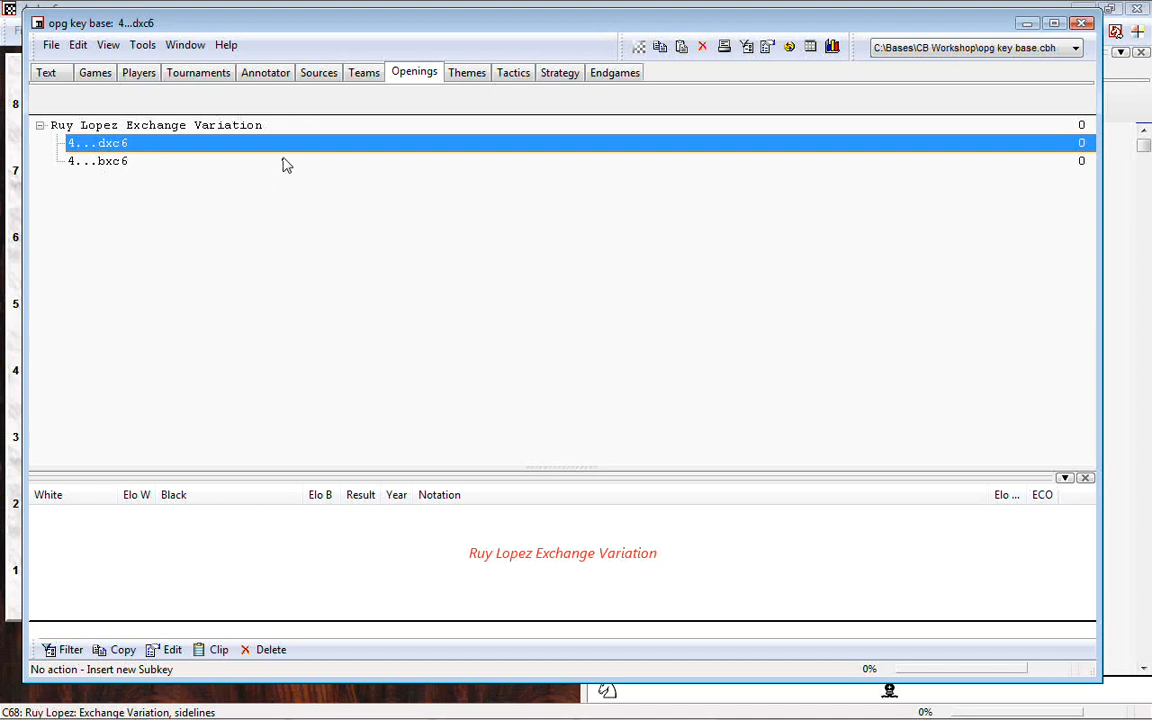 opg key base: 4...dxc6
File Edit View Tools Window Help
C:\Bases\CB Workshop\opg key base.cbh
Text Games Players Tournaments Annotator Sources Teams Openings Themes Tactics Strategy Endgames
8
Ruy Lopez Exchange Variation 0
4...dxc6 0
4...bxc6 0
7
6
5
4
3
2
White Elo W Black Elo B Result Year Notation Elo ... ECO
Ruy Lopez Exchange Variation
1
Filter Copy Edit Clip Delete
No action - Insert new Subkey 0%
C68: Ruy Lopez: Exchange Variation, sidelines 0%